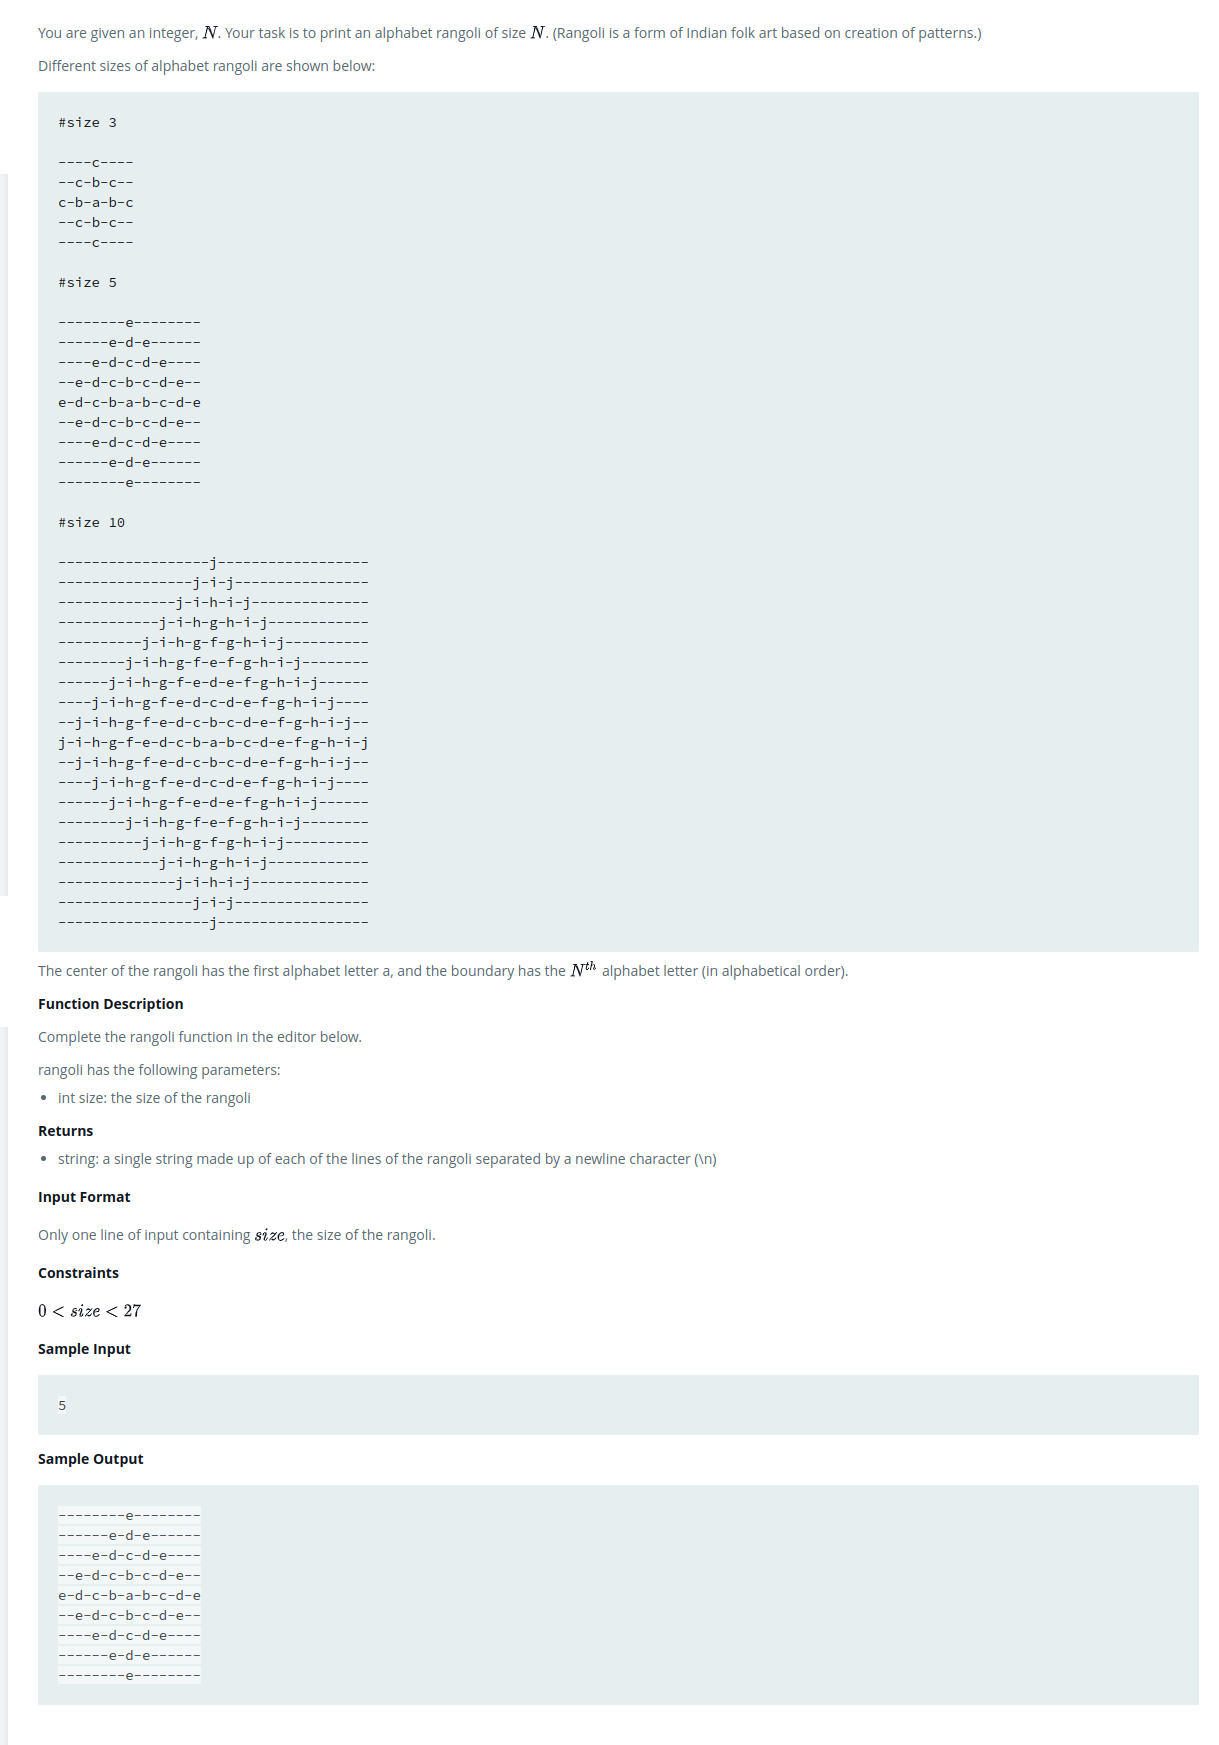 You are given an integer, N. Your task is to print an alphabet rangoli of size N. (Rangoli is a form of Indian folk art based on creation of patterns.)
Different sizes of alphabet rangoli are shown below:
#size 3
----c----
--c-b-c--
c-b-a-b-c
--c-b-c--
----c----
#size 5
--------e--------
------e-d-e------
----e-d-c-d-e----
--e-d-c-b-c-d-e--
e-d-c-b-a-b-c-d-e
--e-d-c-b-c-d-e--
----e-d-c-d-e----
------e-d-e------
--------e--------
#size 10
------------------j------------------
----------------j-i-j----------------
--------------j-i-h-i-j--------------
------------j-i-h-g-h-i-j------------
----------j-i-h-g-f-g-h-i-j----------
--------j-i-h-g-f-e-f-g-h-i-j--------
------j-i-h-g-f-e-d-e-f-g-h-i-j------
----j-i-h-g-f-e-d-c-d-e-f-g-h-i-j----
--j-i-h-g-f-e-d-c-b-c-d-e-f-g-h-i-j--
j-i-h-g-f-e-d-c-b-a-b-c-d-e-f-g-h-i-j
--j-i-h-g-f-e-d-c-b-c-d-e-f-g-h-i-j--
----j-i-h-g-f-e-d-c-d-e-f-g-h-i-j----
------j-i-h-g-f-e-d-e-f-g-h-i-j------
--------j-i-h-g-f-e-f-g-h-i-j--------
----------j-i-h-g-f-g-h-i-j----------
------------j-i-h-g-h-i-j------------
--------------j-i-h-i-j--------------
----------------j-i-j----------------
------------------j------------------
The center of the rangoli has the first alphabet letter a, and the boundary has the Nth alphabet letter (in alphabetical order).
Function Description
Complete the rangoli function in the editor below.
rangoli has the following parameters:
• int size: the size of the rangoli
Returns
• string: a single string made up of each of the lines of the rangoli separated by a newline character (\n)
Input Format
Only one line of input containing size, the size of the rangoli.
Constraints
0 < size < 27
Sample Input
5
Sample Output
--------e--------
------e-d-e------
----e-d-c-d-e----
--e-d-c-b-c-d-e--
e-d-c-b-a-b-c-d-e
--e-d-c-b-c-d-e--
----e-d-c-d-e----
------e-d-e------
--------e--------